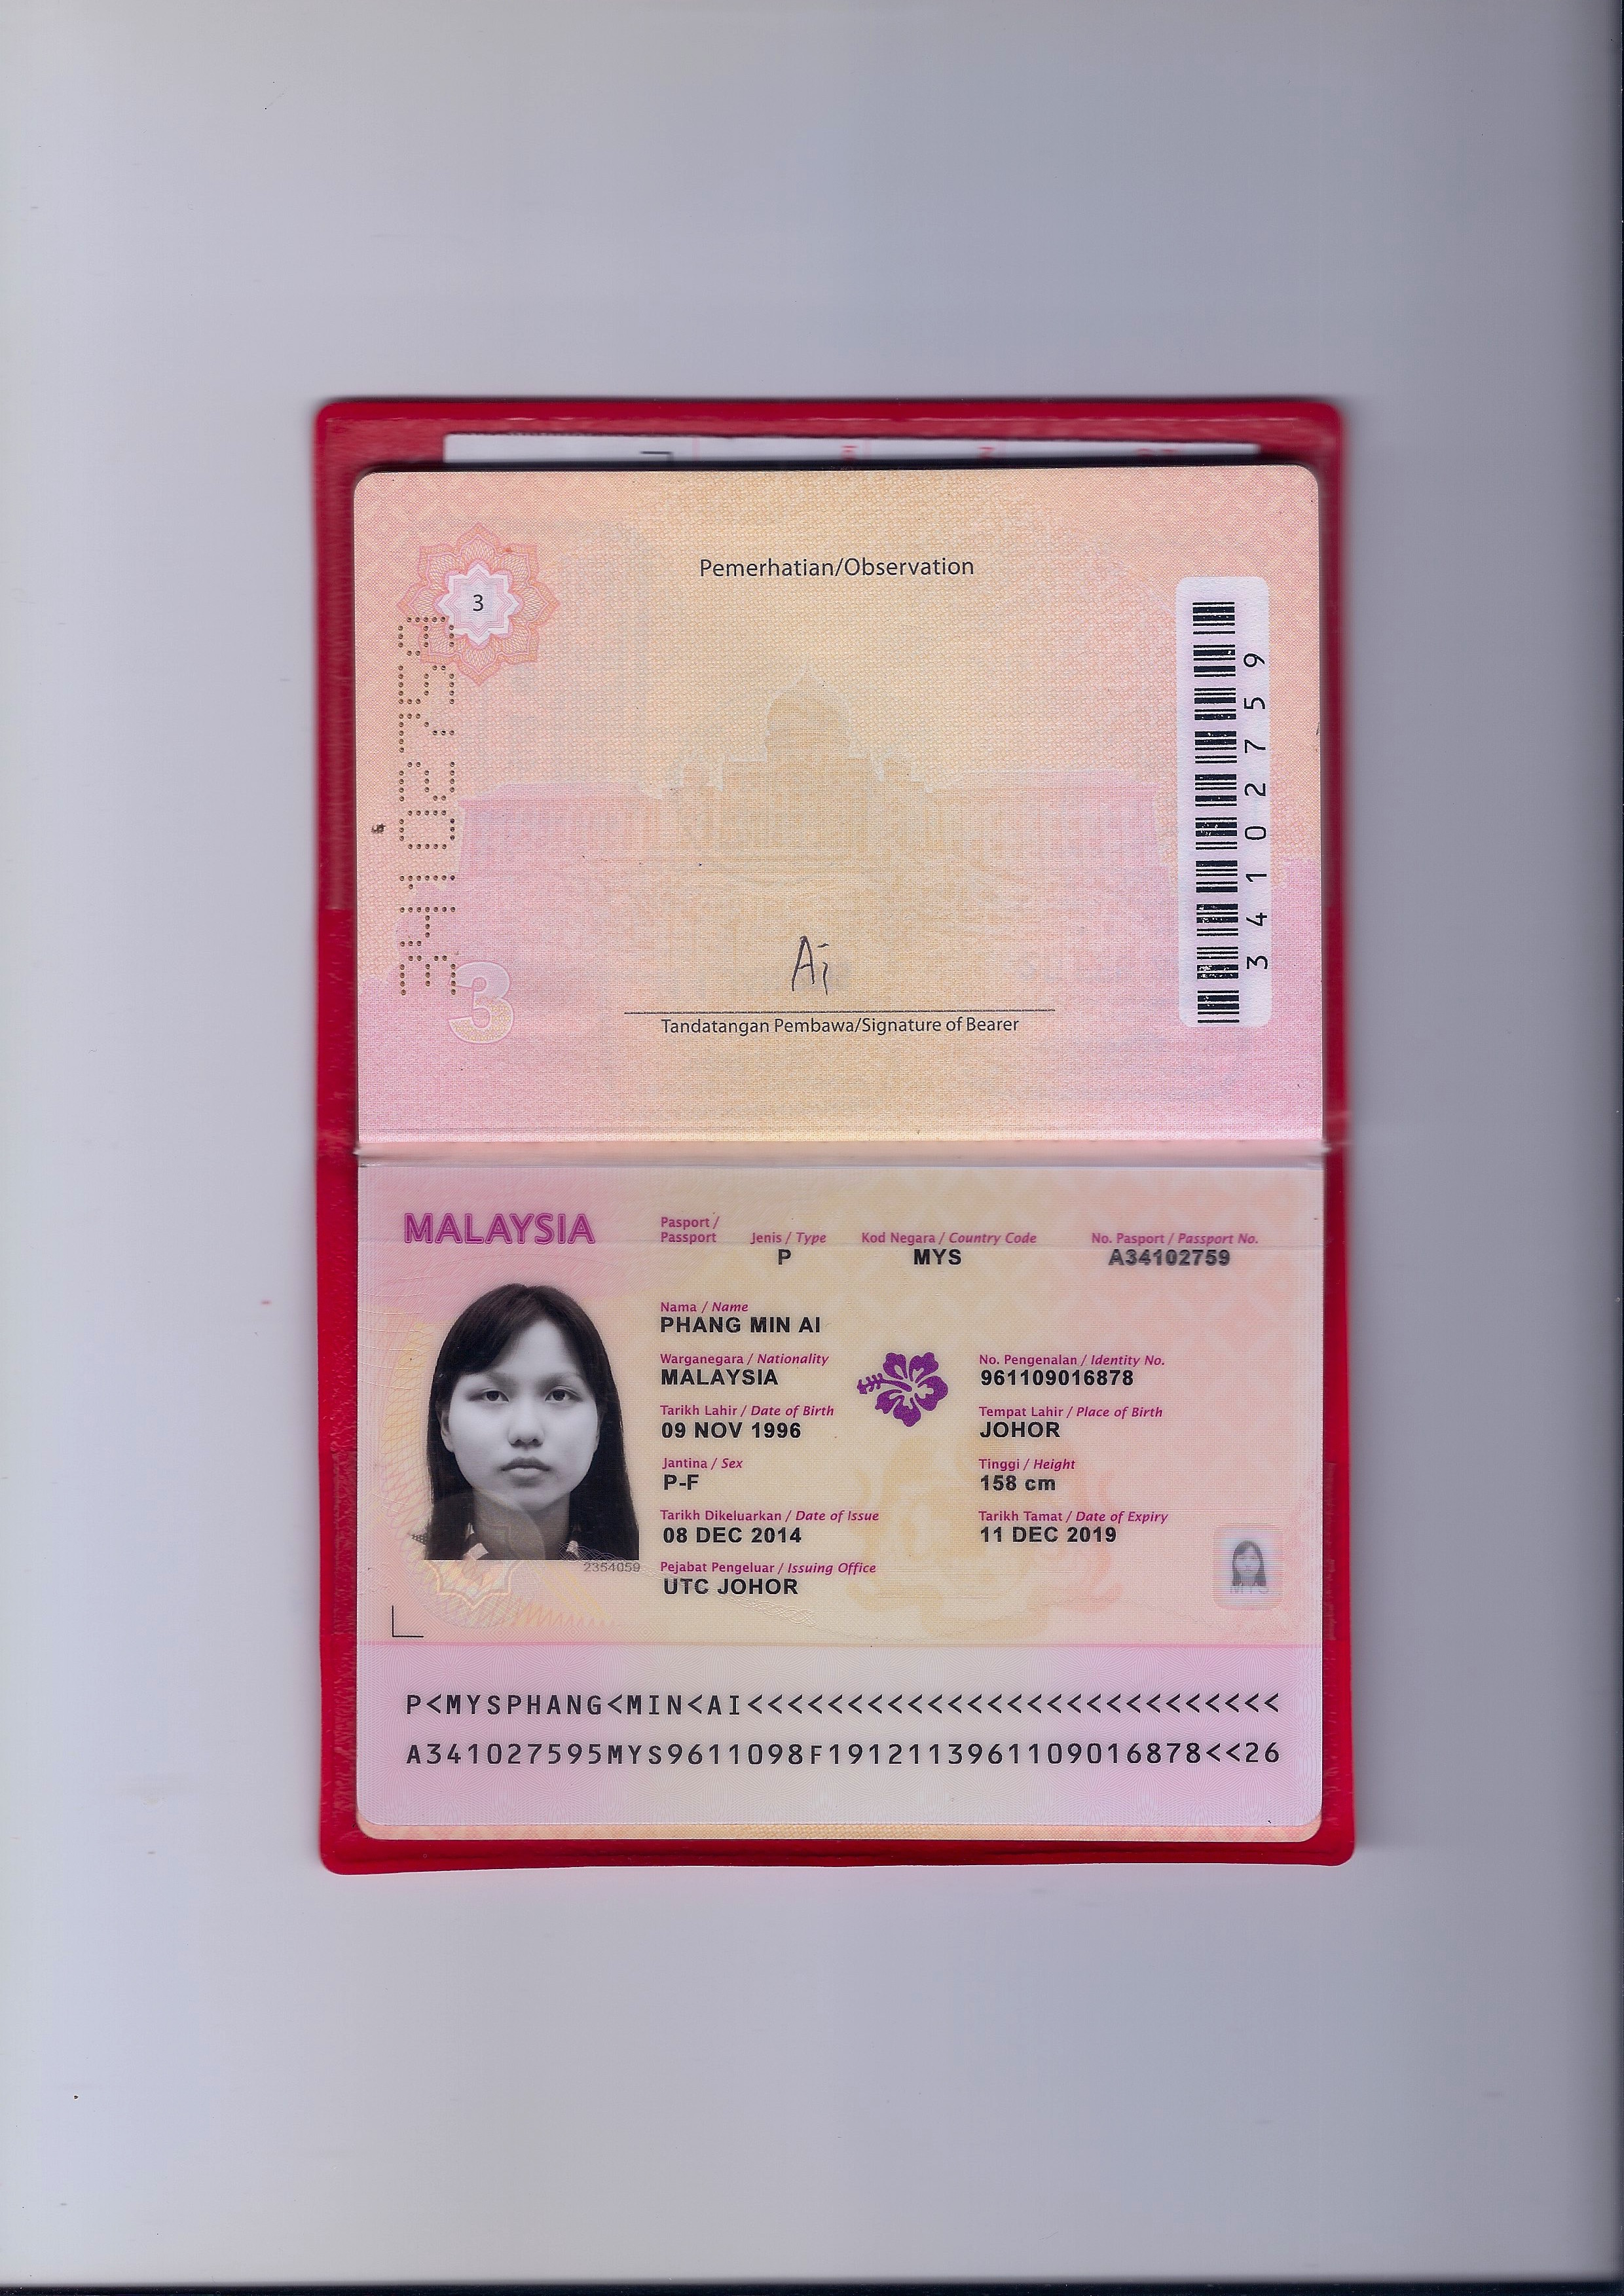 Pemerhatian/Observation
3
34102759
3 4 1 0 2 7 5 9
3
Ai
Tandatangan Pembawa/Signature of Bearer
MALAYSIA
Pasport / Passport
Jenis / Type
Kod Negara / Country Code
No. Pasport / Passport No.
P
MYS
A34102759
Nama / Name
PHANG MIN AI
Warganegara / Nationality
No. Pengenalan / Identity No.
MALAYSIA
961109016878
Tarikh Lahir / Date of Birth
Tempat Lahir / Place of Birth
09 NOV 1996
JOHOR
Jantina / Sex
Tinggi / Height
P-F
158 cm
Tarikh Dikeluarkan / Date of Issue
Tarikh Tamat / Date of Expiry
08 DEC 2014
11 DEC 2019
2354059
Pejabat Pengeluar / Issuing Office
UTC JOHOR
MYS
P<MYSPHANG<MIN<AI<<<<<<<<<<<<<<<<<<<<<<<<<<<
A341027595MYS9611098F1912113961109016878<<26